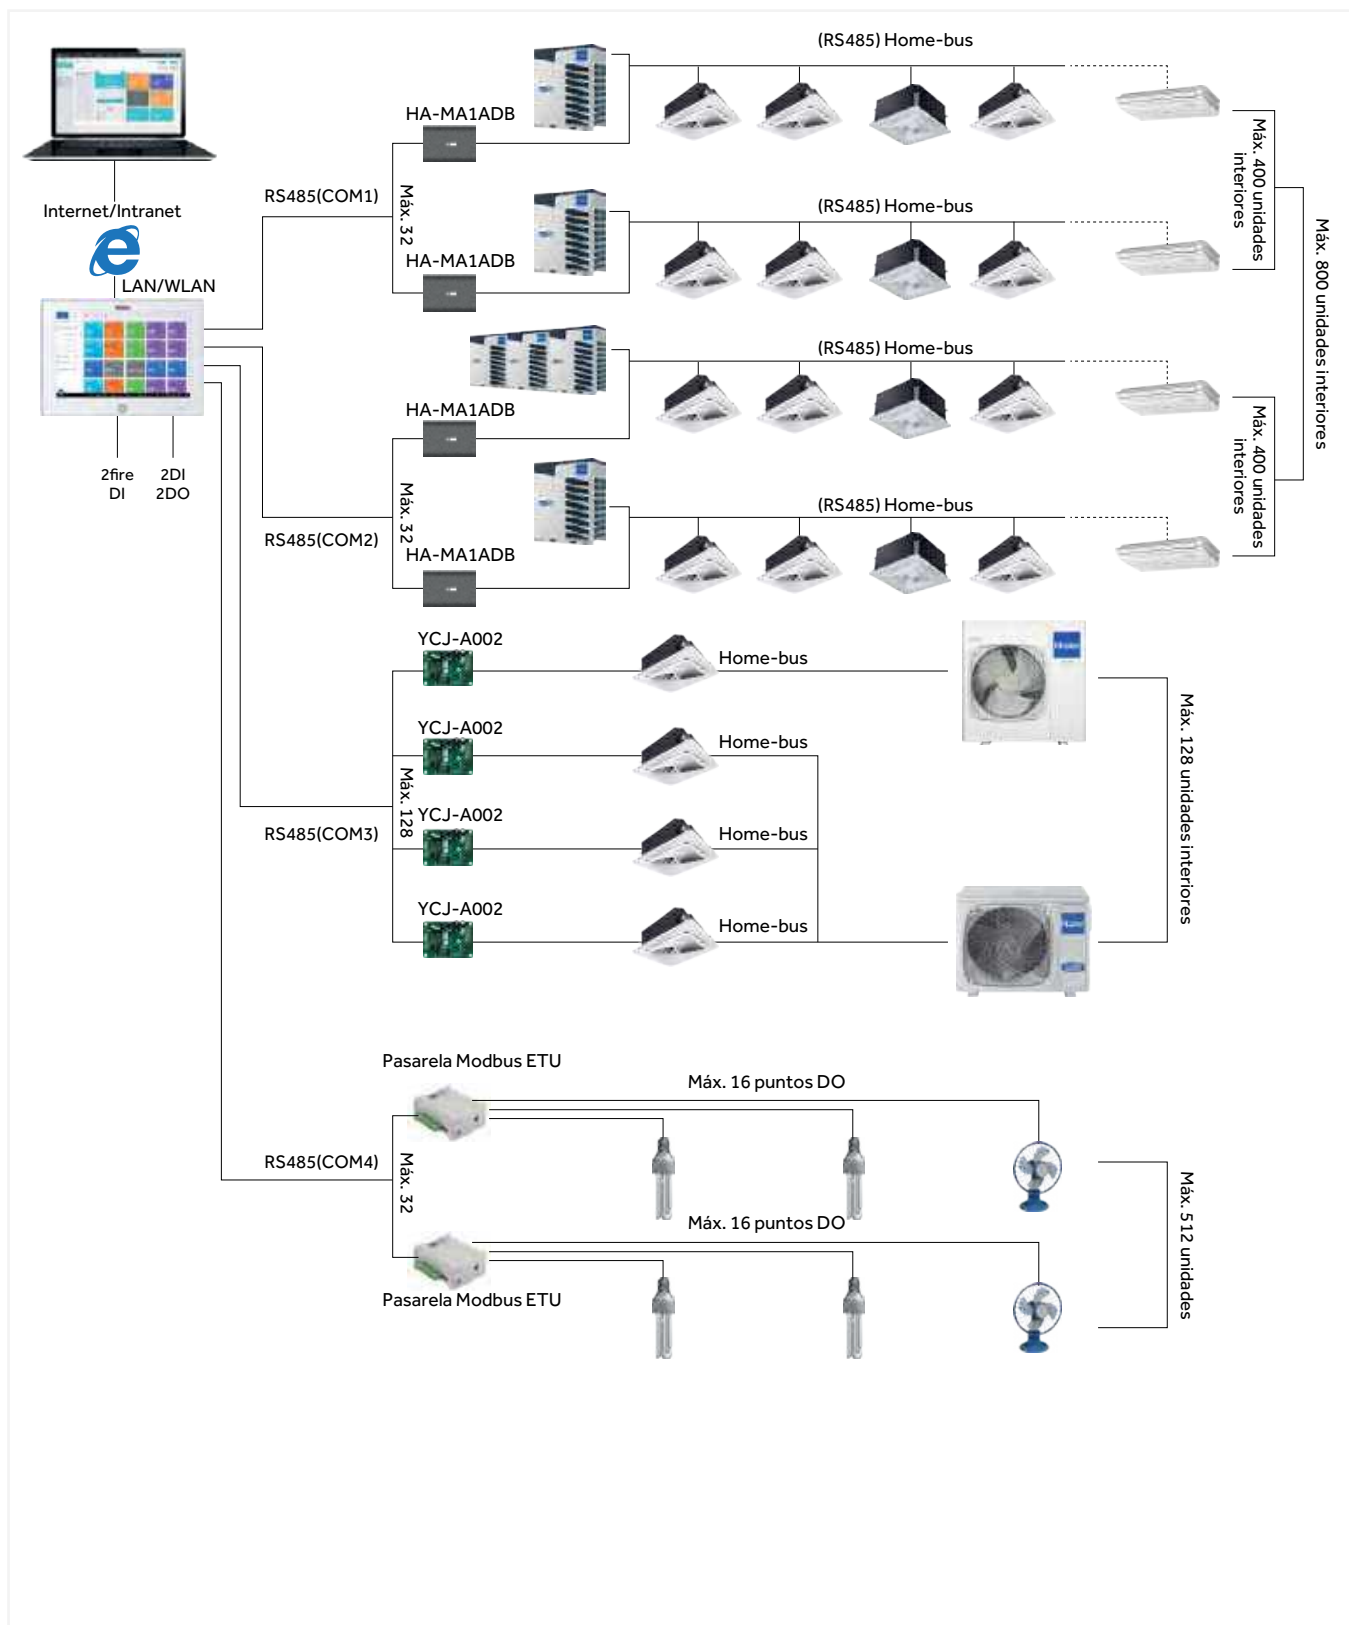 (RS485) Home-bus
HA-MA1ADB
RS485(COM1)
Máx. 32
Internet/Intranet
LAN/WLAN
(RS485) Home-bus
HA-MA1ADB
Máx. 400 unidades
interiores
Máx. 800 unidades interiores
(RS485) Home-bus
HA-MA1ADB
2fire
DI
2DI
2DO
Máx. 32
RS485(COM2)
(RS485) Home-bus
HA-MA1ADB
Máx. 400 unidades
interiores
YCJ-A002
Home-bus
YCJ-A002
Home-bus
Máx. 128
RS485(COM3)
YCJ-A002
Home-bus
YCJ-A002
Home-bus
Haier
Máx. 128 unidades interiores
Pasarela Modbus ETU
Máx. 16 puntos DO
RS485(COM4)
Máx. 32
Máx. 16 puntos DO
Pasarela Modbus ETU
Máx. 512 unidades